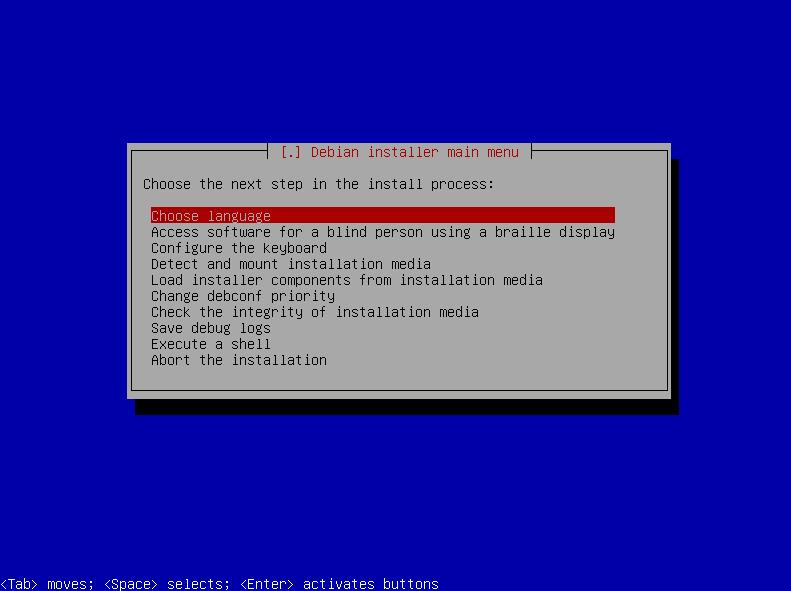 [.] Debian installer main menu
Choose the next step in the install process:
Choose language
Access software for a blind person using a braille display
Configure the keyboard
Detect and mount installation media
Load installer components from installation media
Change debconf priority
Check the integrity of installation media
Save debug logs
Execute a shell
Abort the installation
<Tab> moves; <Space> selects; <Enter> activates buttons